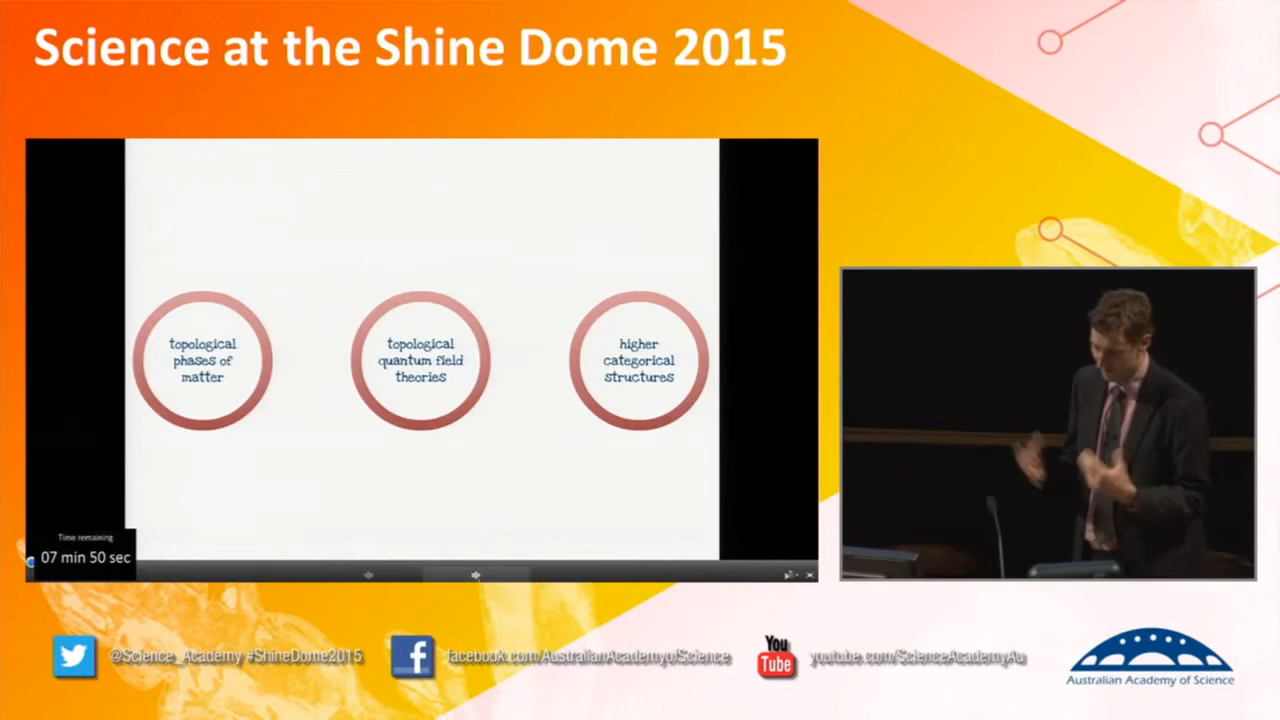 Science at the Shine Dome 2015
topological
phases of
matter
topological
quantum field
theories
higher
categorical
structures
Time remaining
07 min 50 sec
@Science_Academy #ShineDome2015
facebook.com/AustralianAcademyofScience
You
Tube
youtube.com/ScienceAcademyAu
Australian Academy of Science